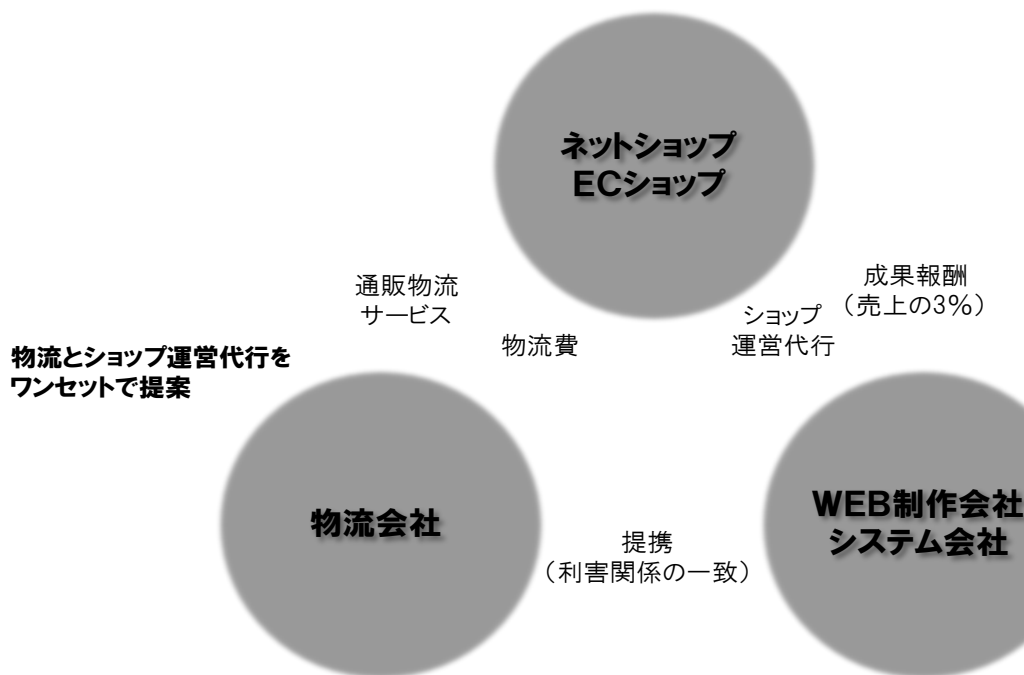 ネットショップ
ECショップ
通販物流
サービス
物流費
ショップ
運営代行
成果報酬
（売上の3％）
物流とショップ運営代行を
ワンセットで提案
物流会社
提携
（利害関係の一致）
WEB制作会社
システム会社